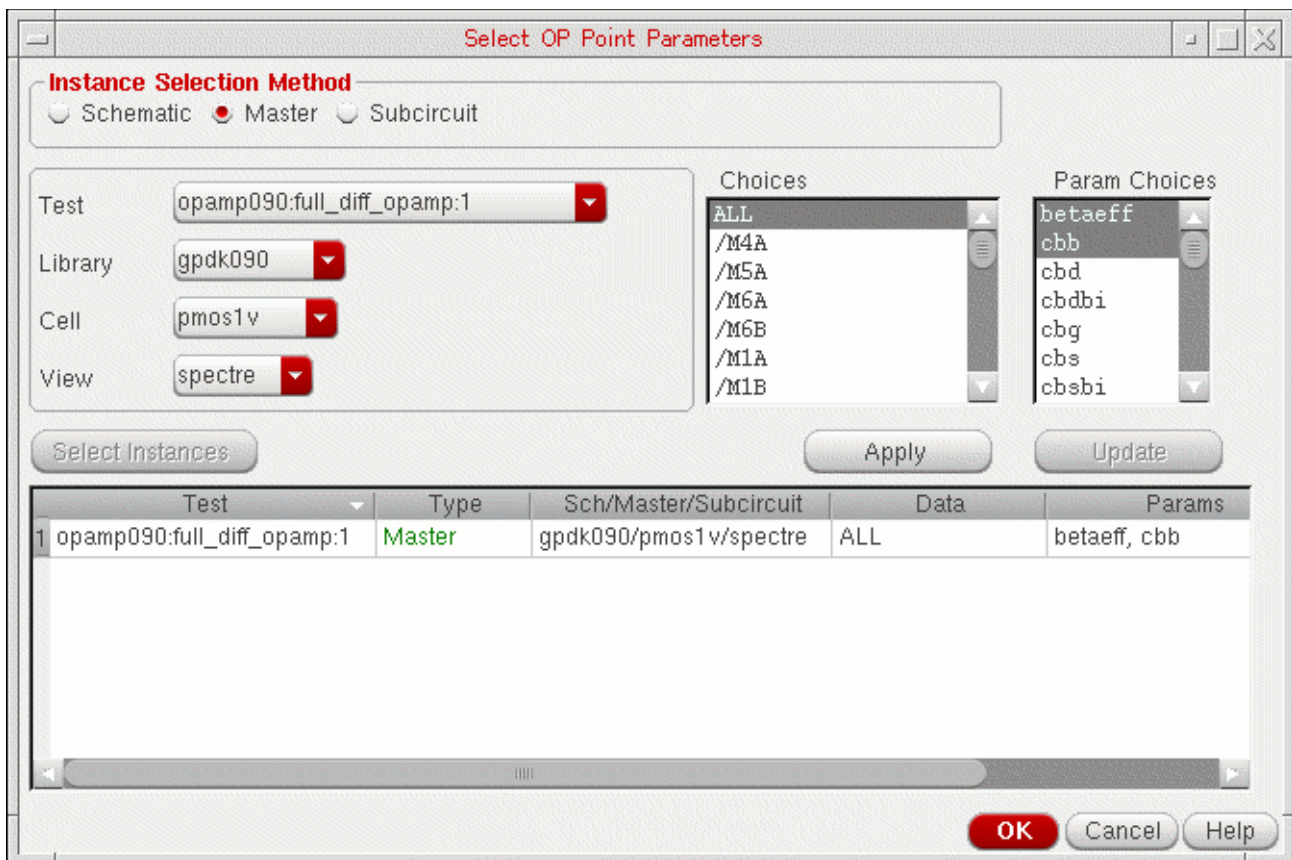 Select OP Point Parameters
Instance Selection Method
Schematic Master Subcircuit
Test opamp090:full_diff_opamp:1
Library gpdk090
Cell pmos1v
View spectre
Choices
ALL
/M4A
/M5A
/M6A
/M6B
/M1A
/M1B
Param Choices
betaeff
cbb
cbd
cbdbi
cbg
cbs
cbsbi
Select Instances Apply Update
Test Type Sch/Master/Subcircuit Data Params
1 opamp090:full_diff_opamp:1 Master gpdk090/pmos1v/spectre ALL betaeff, cbb
OK Cancel Help